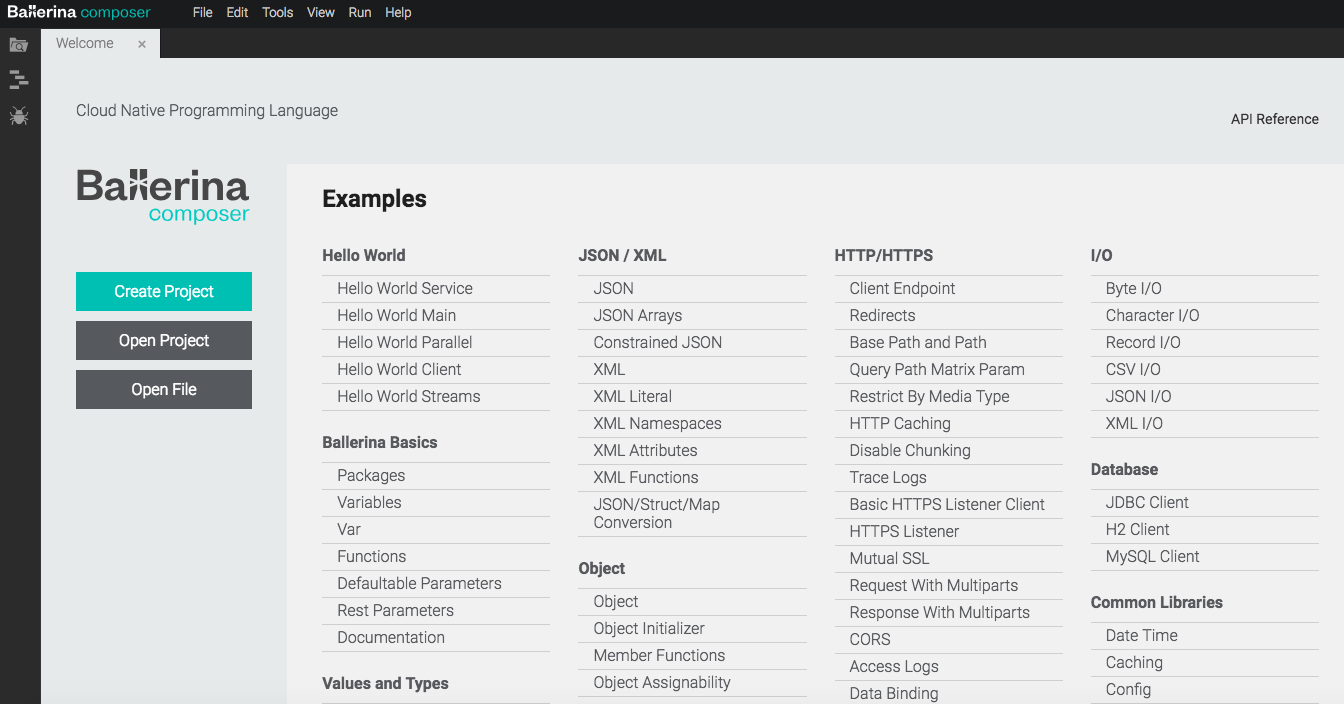 Ballerina composer
File Edit Tools View Run Help
Welcome ×
Cloud Native Programming Language
API Reference
Ballerina
composer
Create Project
Open Project
Open File
Examples
Hello World
Hello World Service
Hello World Main
Hello World Parallel
Hello World Client
Hello World Streams
Ballerina Basics
Packages
Variables
Var
Functions
Defaultable Parameters
Rest Parameters
Documentation
Values and Types
JSON / XML
JSON
JSON Arrays
Constrained JSON
XML
XML Literal
XML Namespaces
XML Attributes
XML Functions
JSON/Struct/Map
Conversion
Object
Object
Object Initializer
Member Functions
Object Assignability
HTTP/HTTPS
Client Endpoint
Redirects
Base Path and Path
Query Path Matrix Param
Restrict By Media Type
HTTP Caching
Disable Chunking
Trace Logs
Basic HTTPS Listener Client
HTTPS Listener
Mutual SSL
Request With Multiparts
Response With Multiparts
CORS
Access Logs
Data Binding
I/O
Byte I/O
Character I/O
Record I/O
CSV I/O
JSON I/O
XML I/O
Database
JDBC Client
H2 Client
MySQL Client
Common Libraries
Date Time
Caching
Config